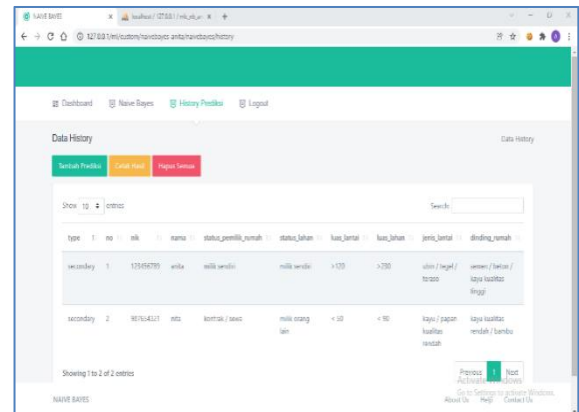 NAIVE BAYES
localhost / 127.0.0.1 / mk_nb_an
127.0.0.1/ml/custom/naivebayes-anita/naivebayes/history
Dashboard Naive Bayes History Prediksi Logout
Data History Data History
Tambah Prediksi Cetak Hasil Hapus Semua
Show 10 entries Search:
type no nik nama status_pemilik_rumah status_lahan luas_lantai luas_lahan jenis_lantai dinding_rumah
secondary 1 123456789 anita milik sendiri milik sendiri >120 >200 ubin / tegel / semen / beton /
teraso kayu kualitas
tinggi
secondary 2 987654321 mita kontrak / sewa milik orang < 50 < 90 kayu / papan kayu kualitas
lain kualitas rendah / bambu
rendah
Showing 1 to 2 of 2 entries Previous 1 Next
Activate Windows
Go to Settings to activate Windows.
NAIVE BAYES About Us Help Contact Us